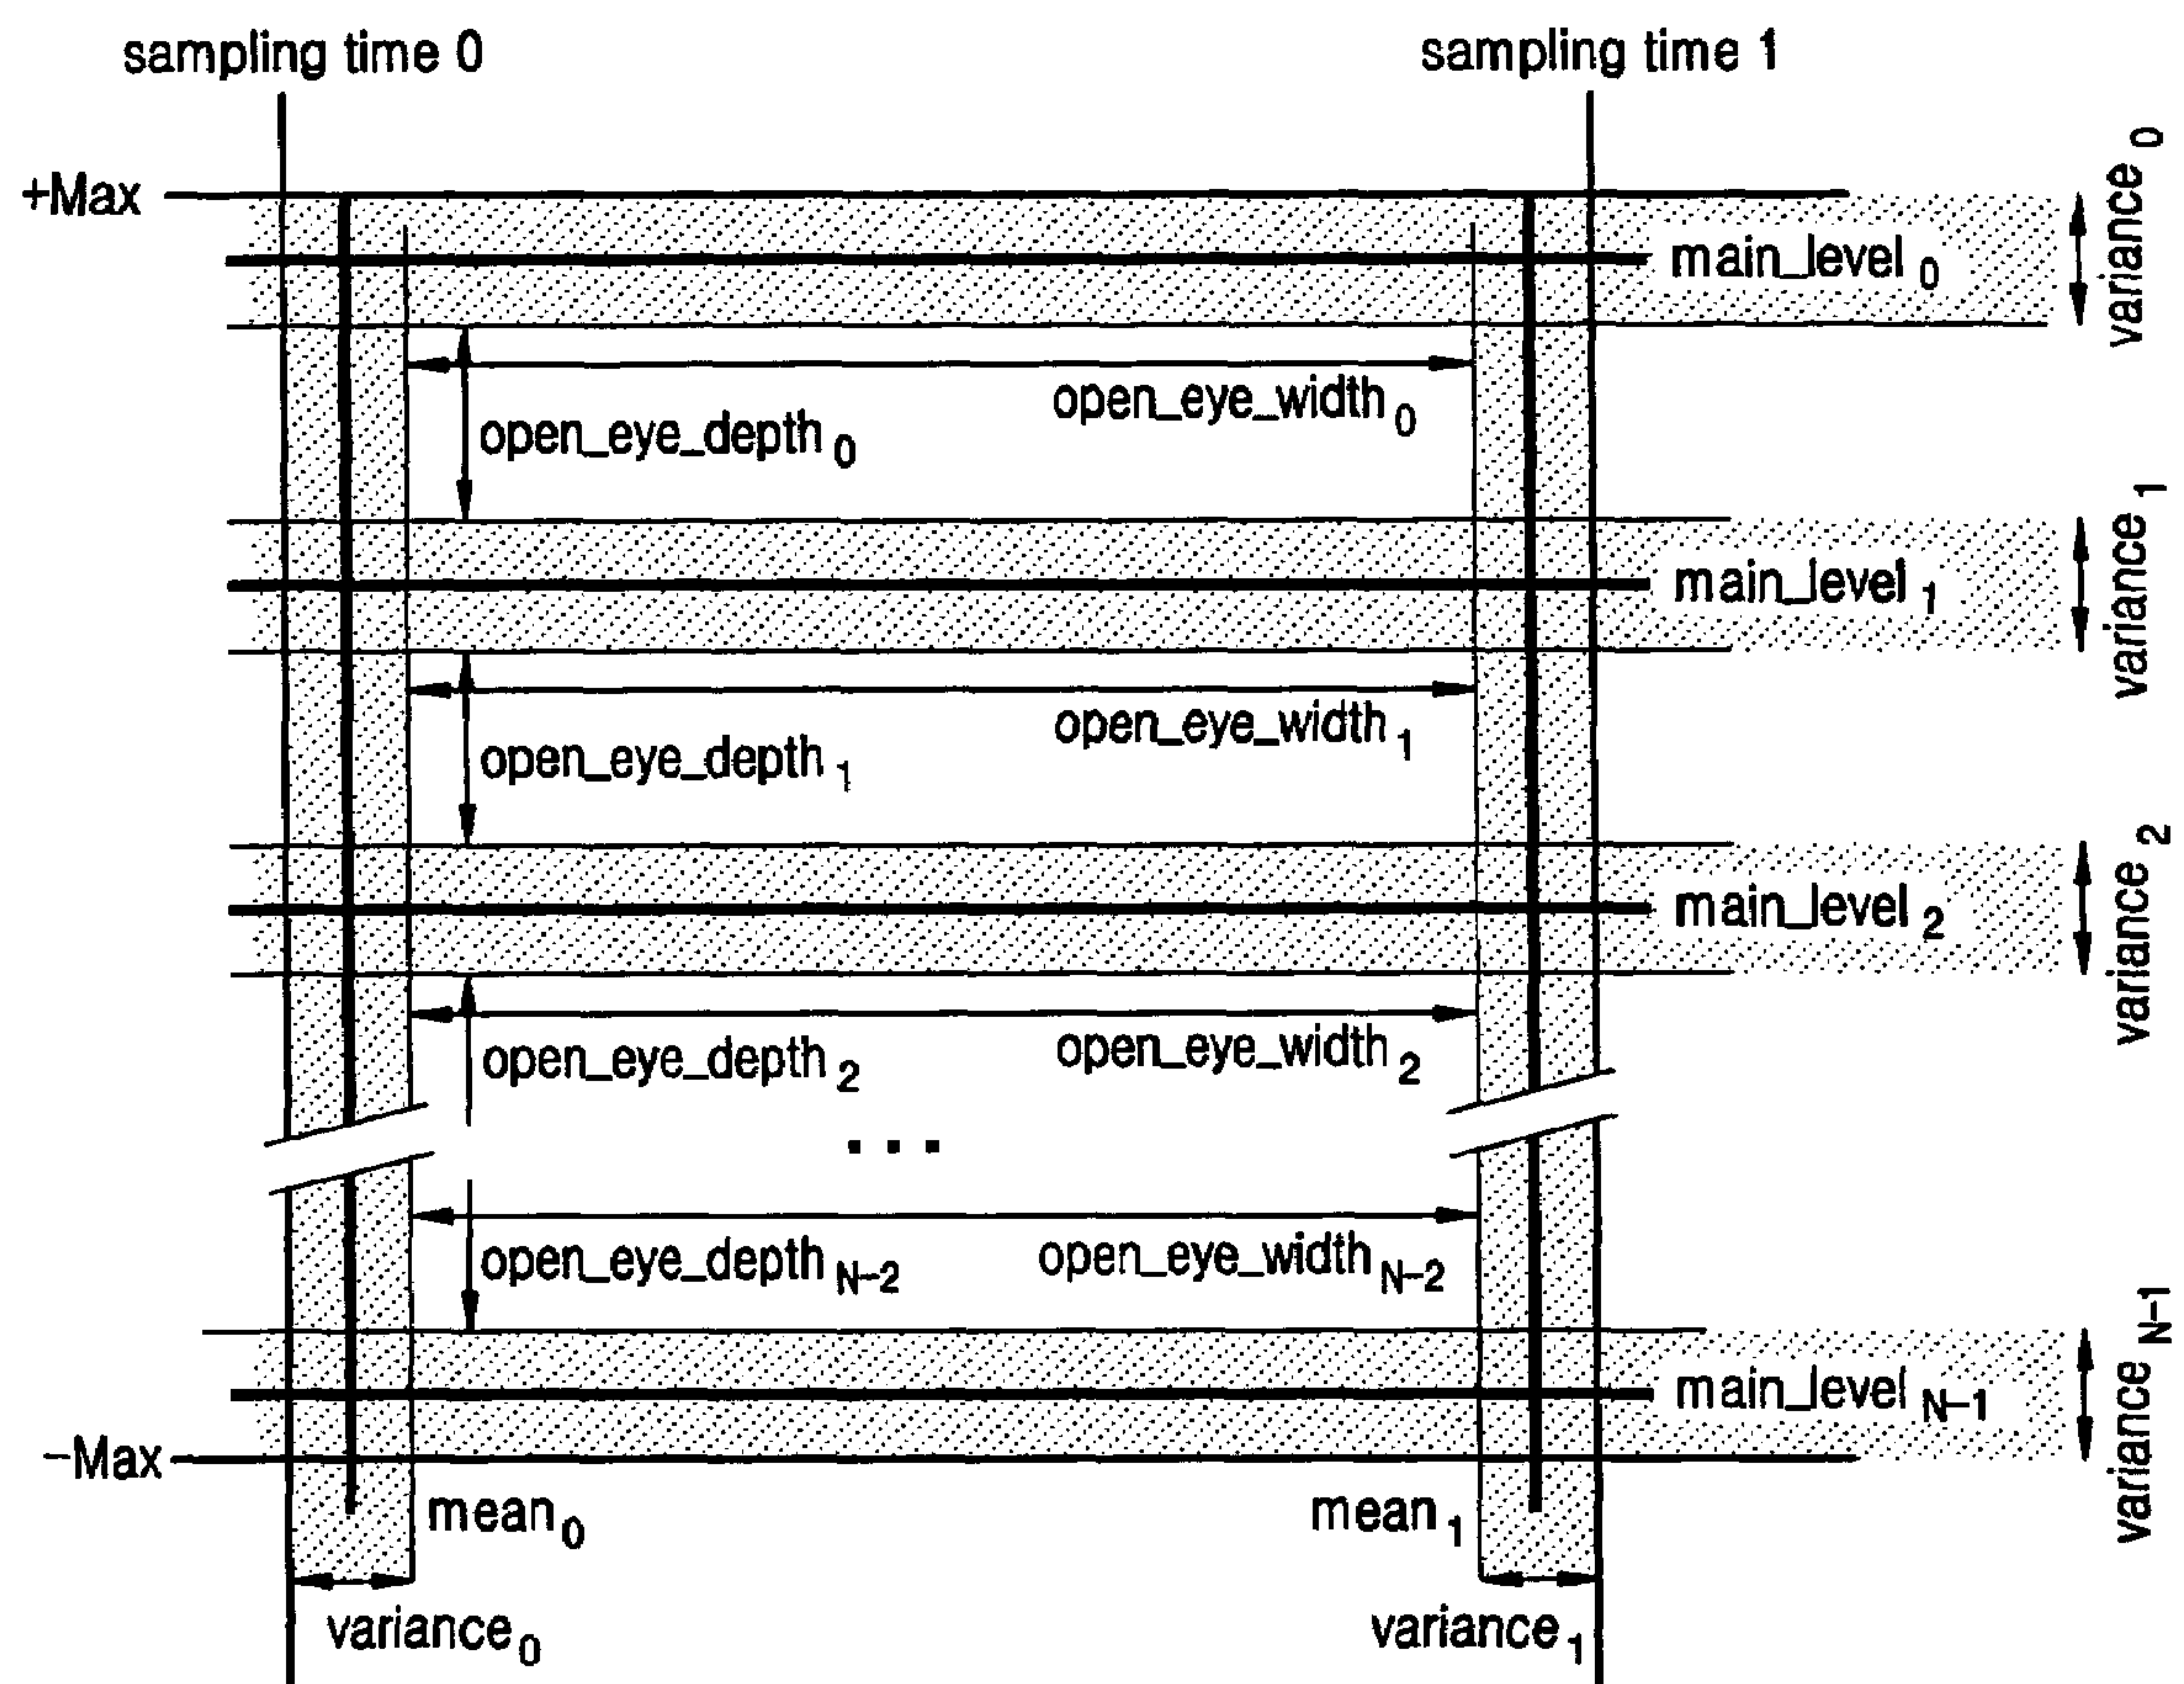 sampling time 0
sampling time 1
+Max
main_level 0
variance 0
open_eye_width 0
open_eye_depth 0
main_level 1
variance 1
open_eye_width 1
open_eye_depth 1
main_level 2
variance 2
open_eye_depth 2
open_eye_width 2
...
open_eye_depth N-2
open_eye_width N-2
main_level N-1
variance N-1
-Max
mean 0
mean 1
variance 0
variance 1